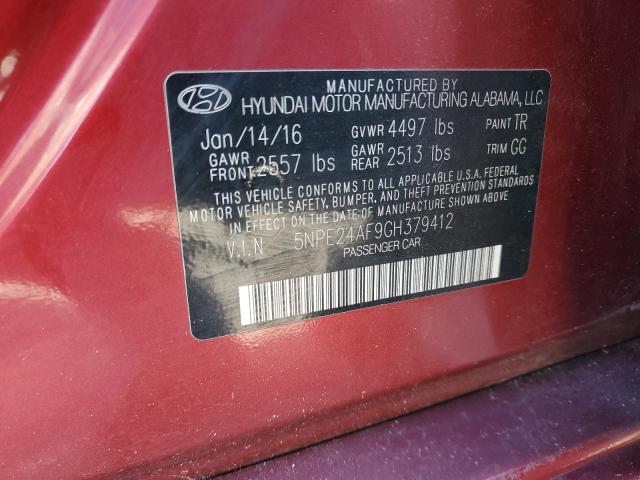 MANUFACTURED BY
HYUNDAI MOTOR MANUFACTURING ALABAMA, LLC
Jan/14/16 GVWR 4497 lbs PAINT TR
GAWR FRONT 2557 lbs GAWR REAR 2513 lbs TRIM GG
THIS VEHICLE CONFORMS TO ALL APPLICABLE U.S.A. FEDERAL
MOTOR VEHICLE SAFETY, BUMPER, AND THEFT PREVENTION STANDARDS
IN EFFECT ON THE DATE OF MANUFACTURE SHOWN ABOVE.
V.I.N 5NPE24AF9GH379412
PASSENGER CAR